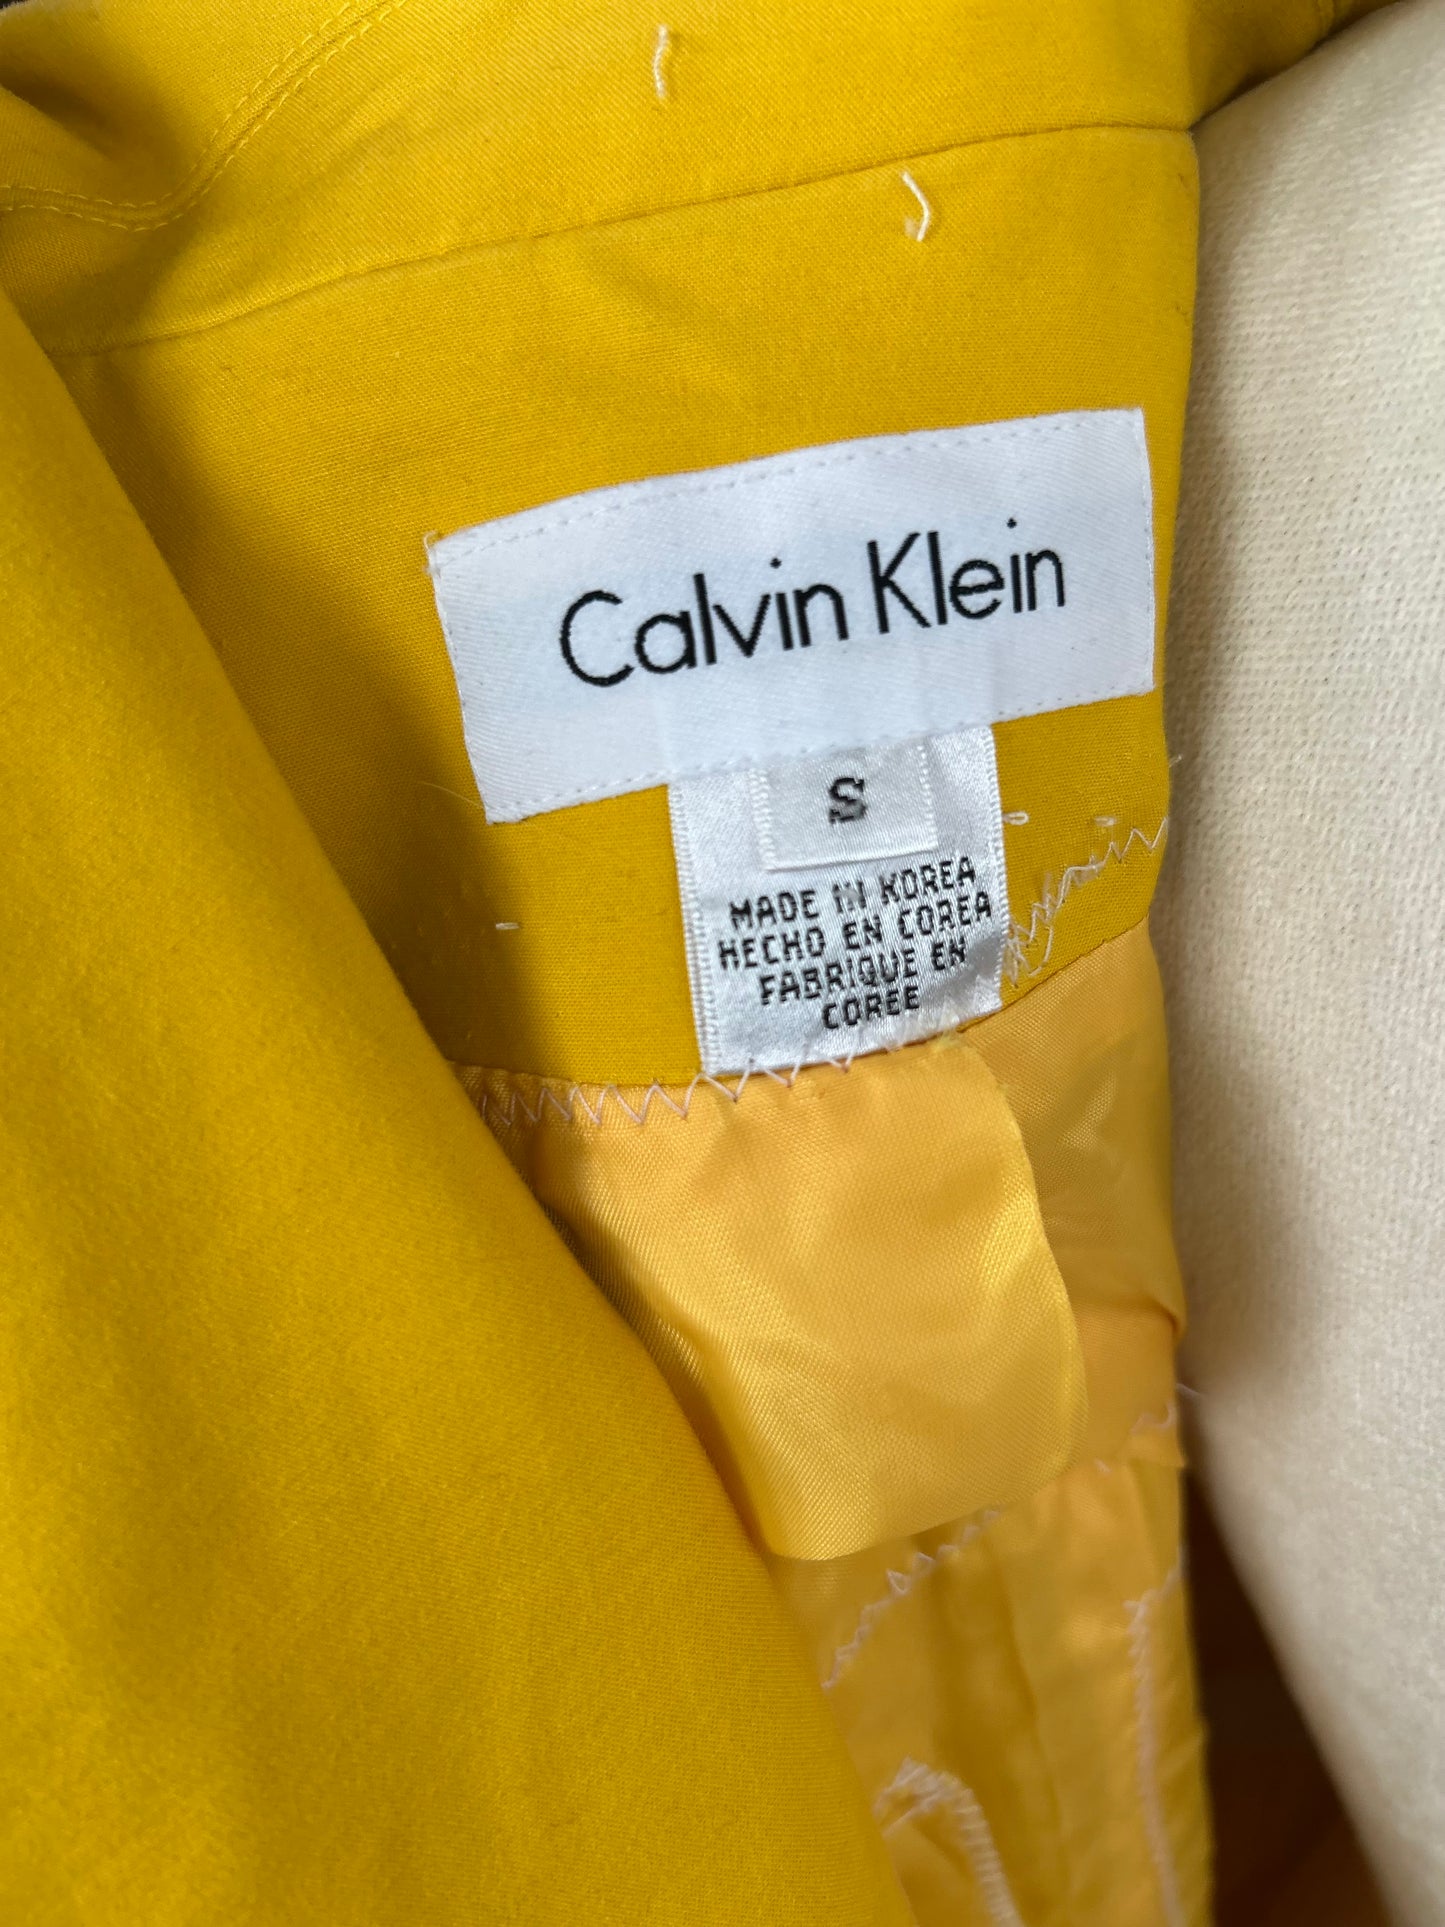 Calvin Klein
S
MADE IN KOREA
HECHO EN COREA
FABRIQUE EN
COREE